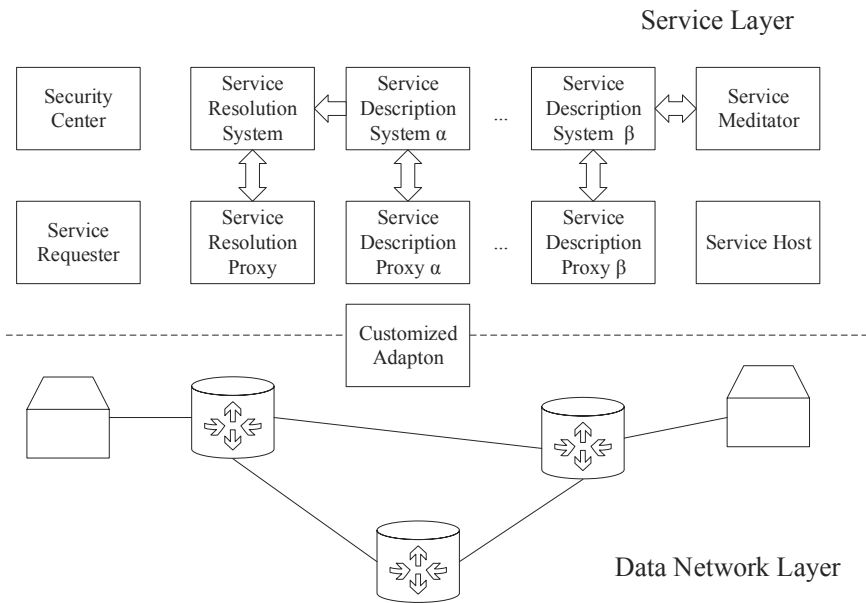 Service Layer
Security
Center
Service
Resolution
System
Service
Description
System α
...
Service
Description
System β
Service
Meditator
Service
Requester
Service
Resolution
Proxy
Service
Description
Proxy α
...
Service
Description
Proxy β
Service Host
Customized
Adapton
Data Network Layer